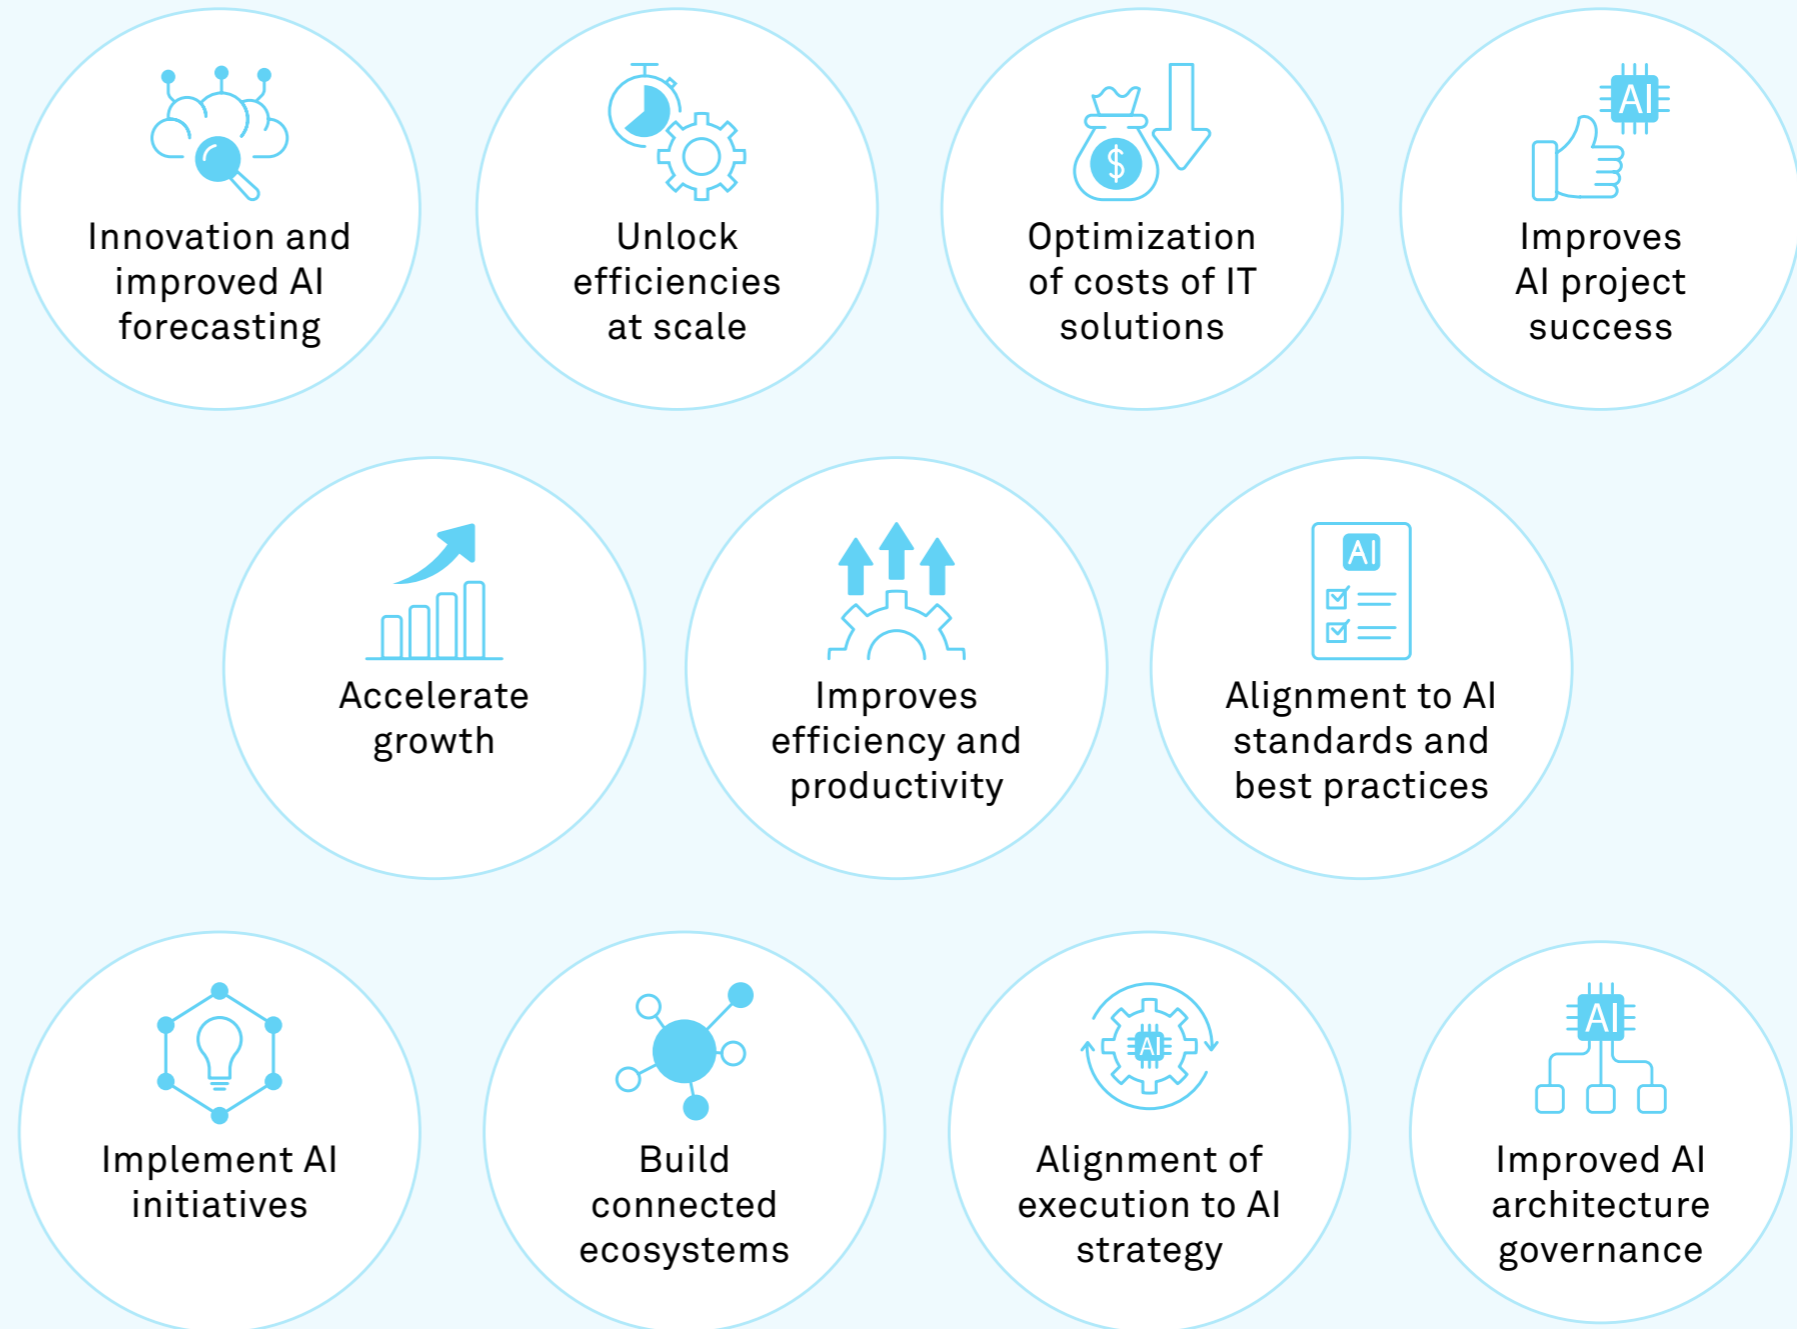 Innovation and
improved AI
forecasting
Unlock
efficiencies
at scale
$
Optimization
of costs of IT
solutions
AI
Improves
AI project
success
Accelerate
growth
Improves
efficiency and
productivity
AI
Alignment to AI
standards and
best practices
Implement AI
initiatives
Build
connected
ecosystems
AI
Alignment of
execution to AI
strategy
AI
Improved AI
architecture
governance